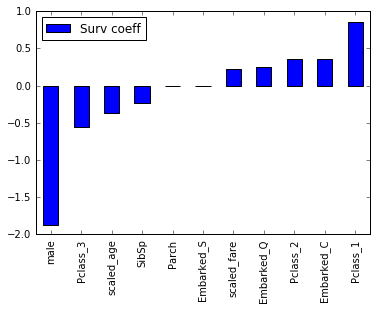 1.0
0.5
0.0
−0.5
−1.0
−1.5
−2.0
Surv coeff
male
Pclass_3
scaled_age
SibSp
Parch
Embarked_S
scaled_fare
Embarked_Q
Pclass_2
Embarked_C
Pclass_1